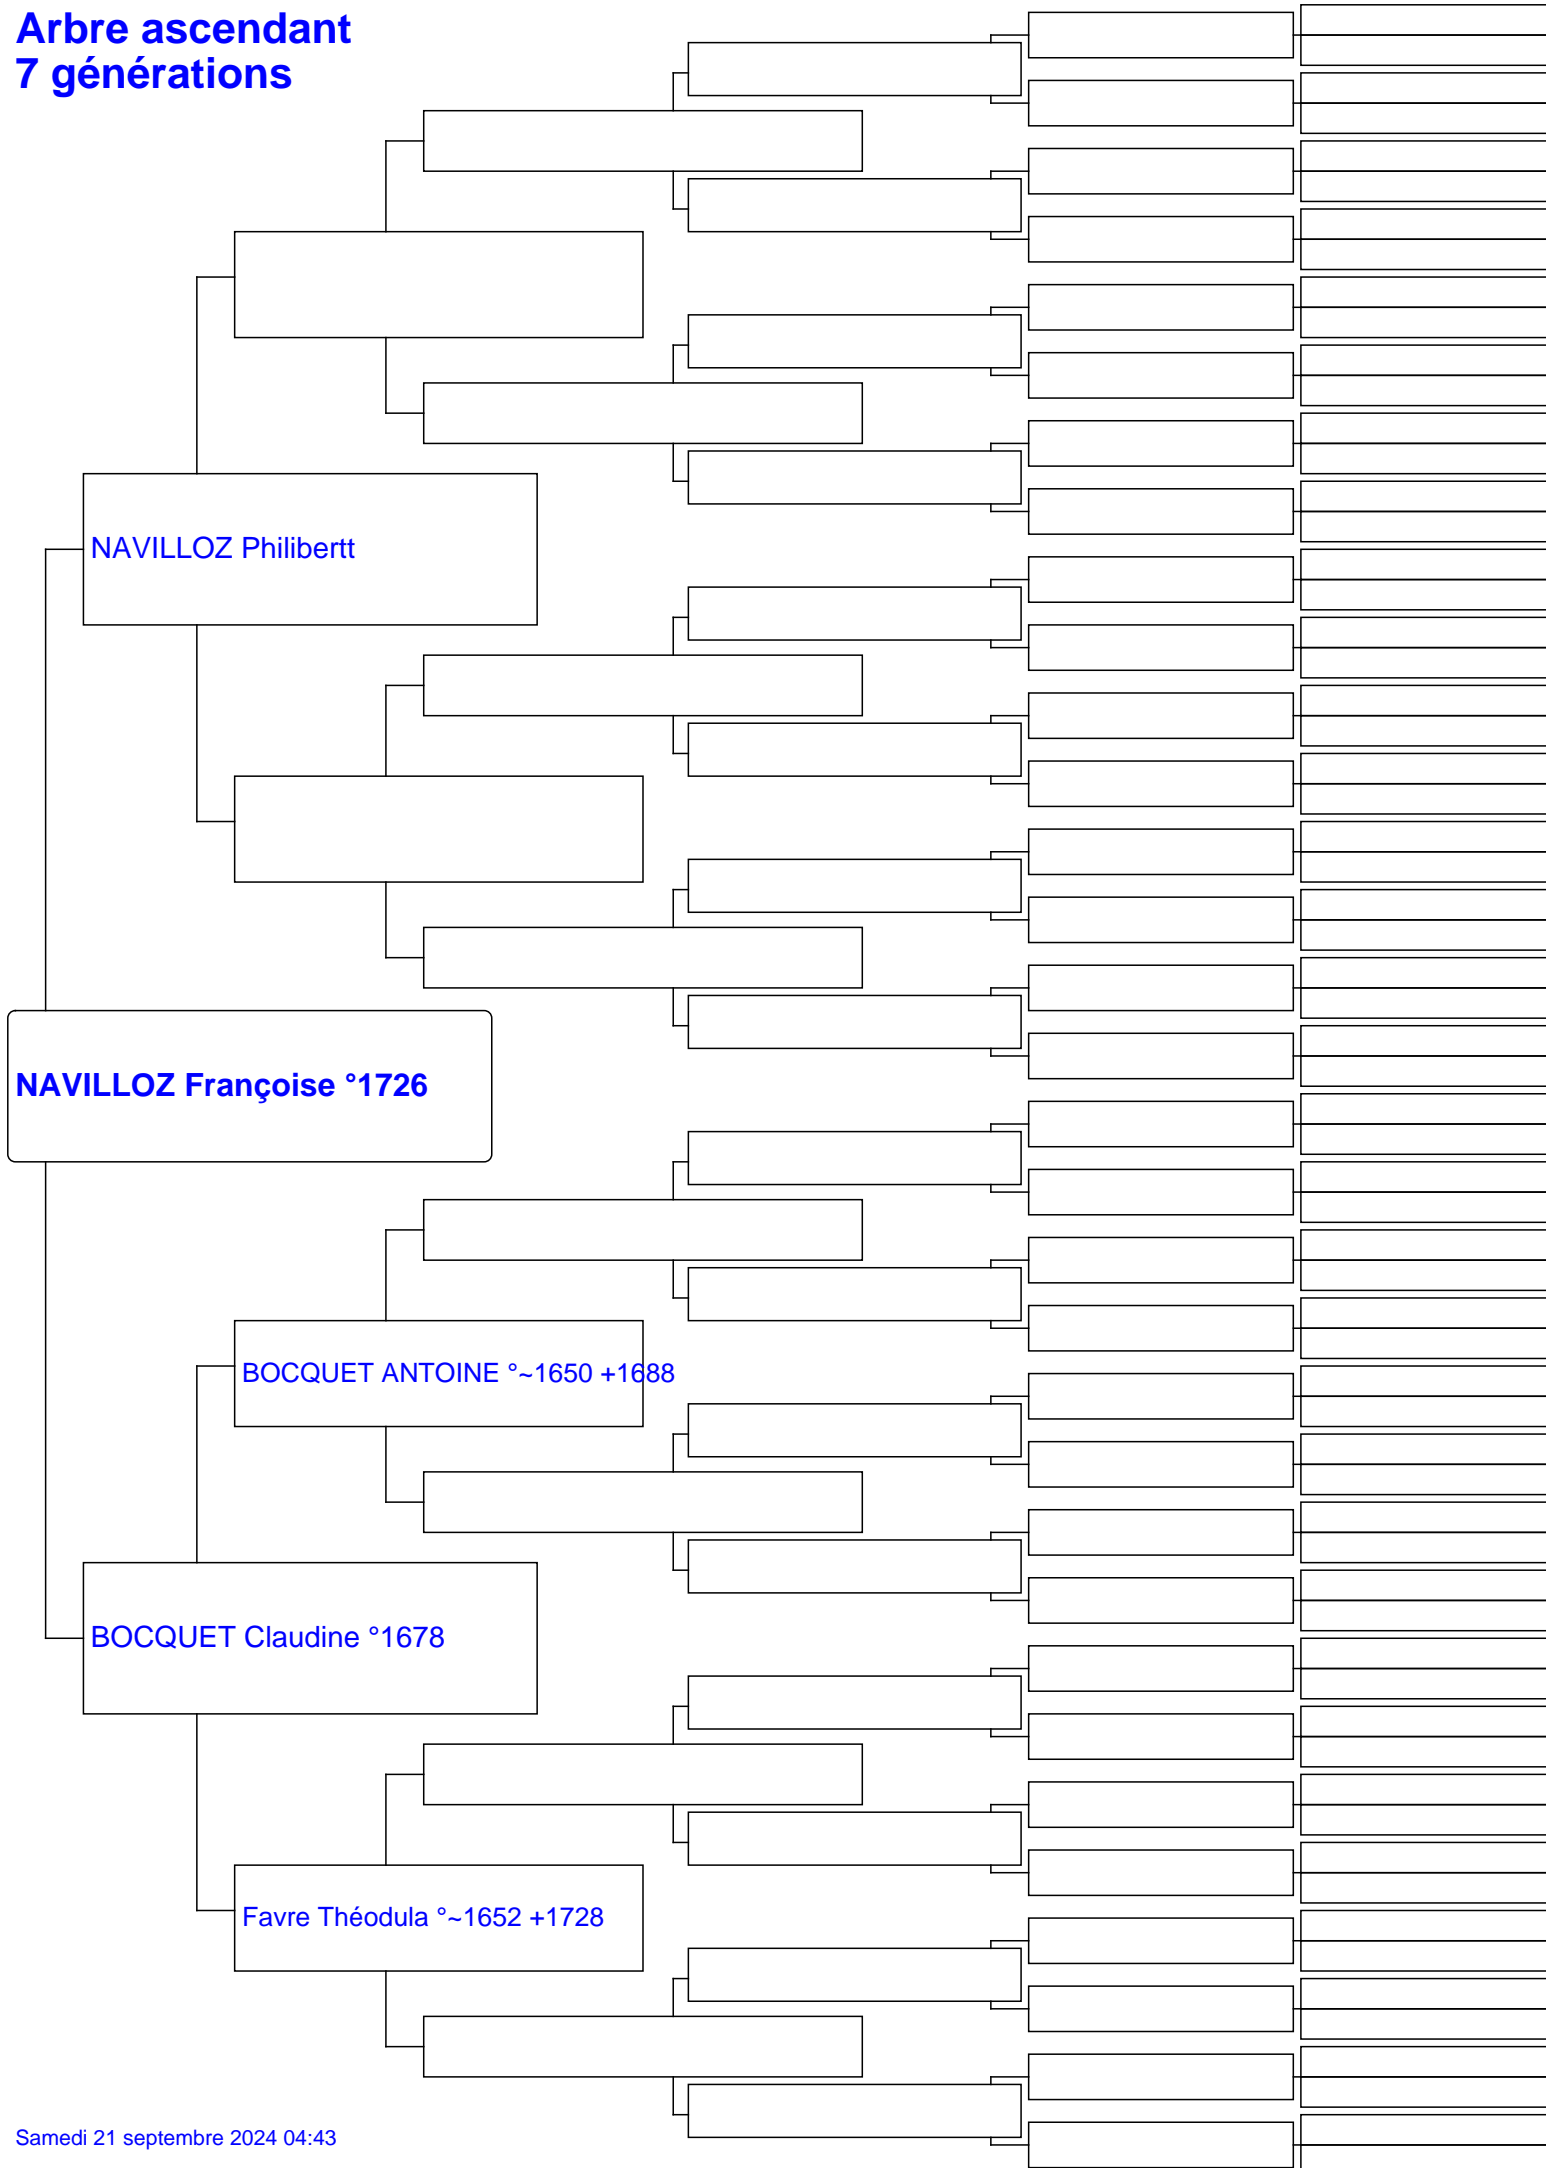 Arbre ascendant
7 générations
NAVILLOZ Philibertt
NAVILLOZ Françoise °1726
BOCQUET ANTOINE °~1650 +1688
BOCQUET Claudine °1678
Favre Théodula °~1652 +1728
Samedi 21 septembre 2024 04:43